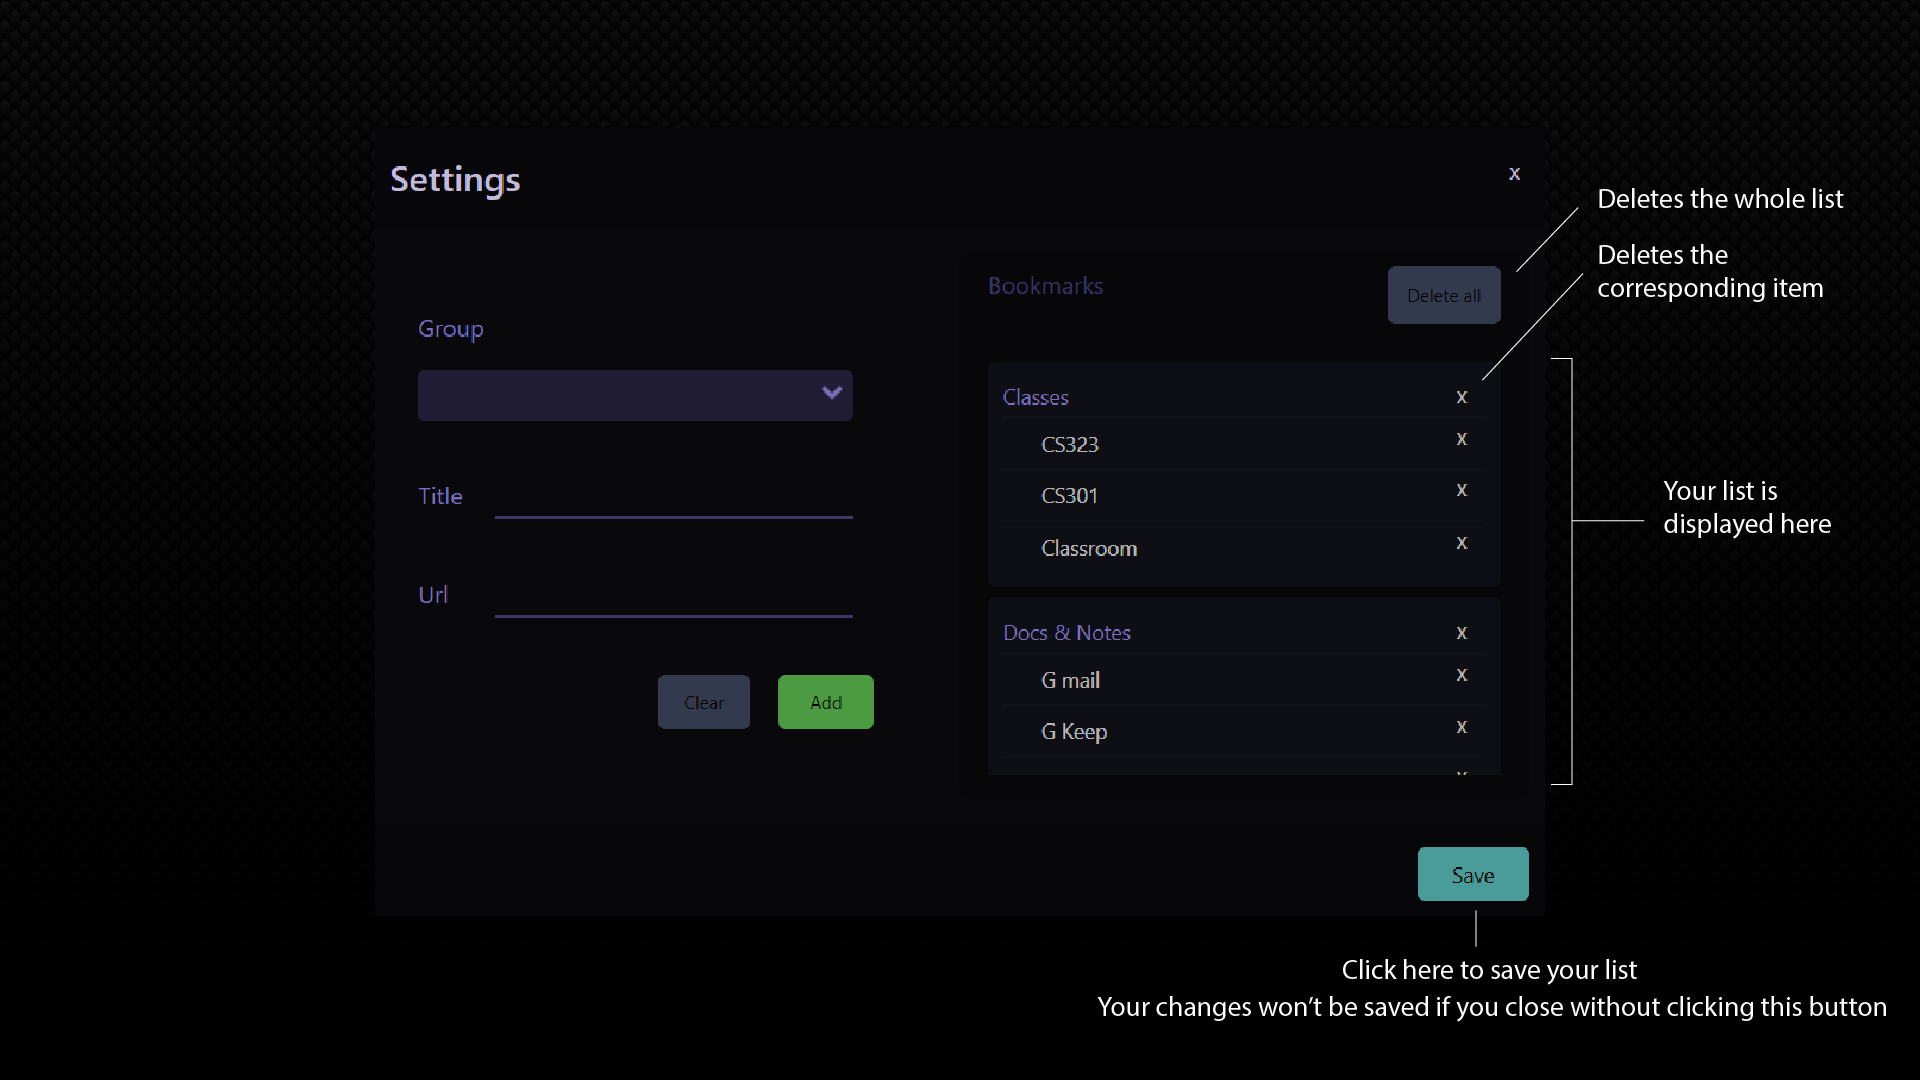 Settings
x
Deletes the whole list
Deletes the
corresponding item
Group
Title
Url
Clear
Add
Bookmarks
Delete all
Classes
x
CS323
x
CS301
x
Classroom
x
Docs & Notes
x
G mail
x
G Keep
x
Your list is
displayed here
Save
Click here to save your list
Your changes won’t be saved if you close without clicking this button